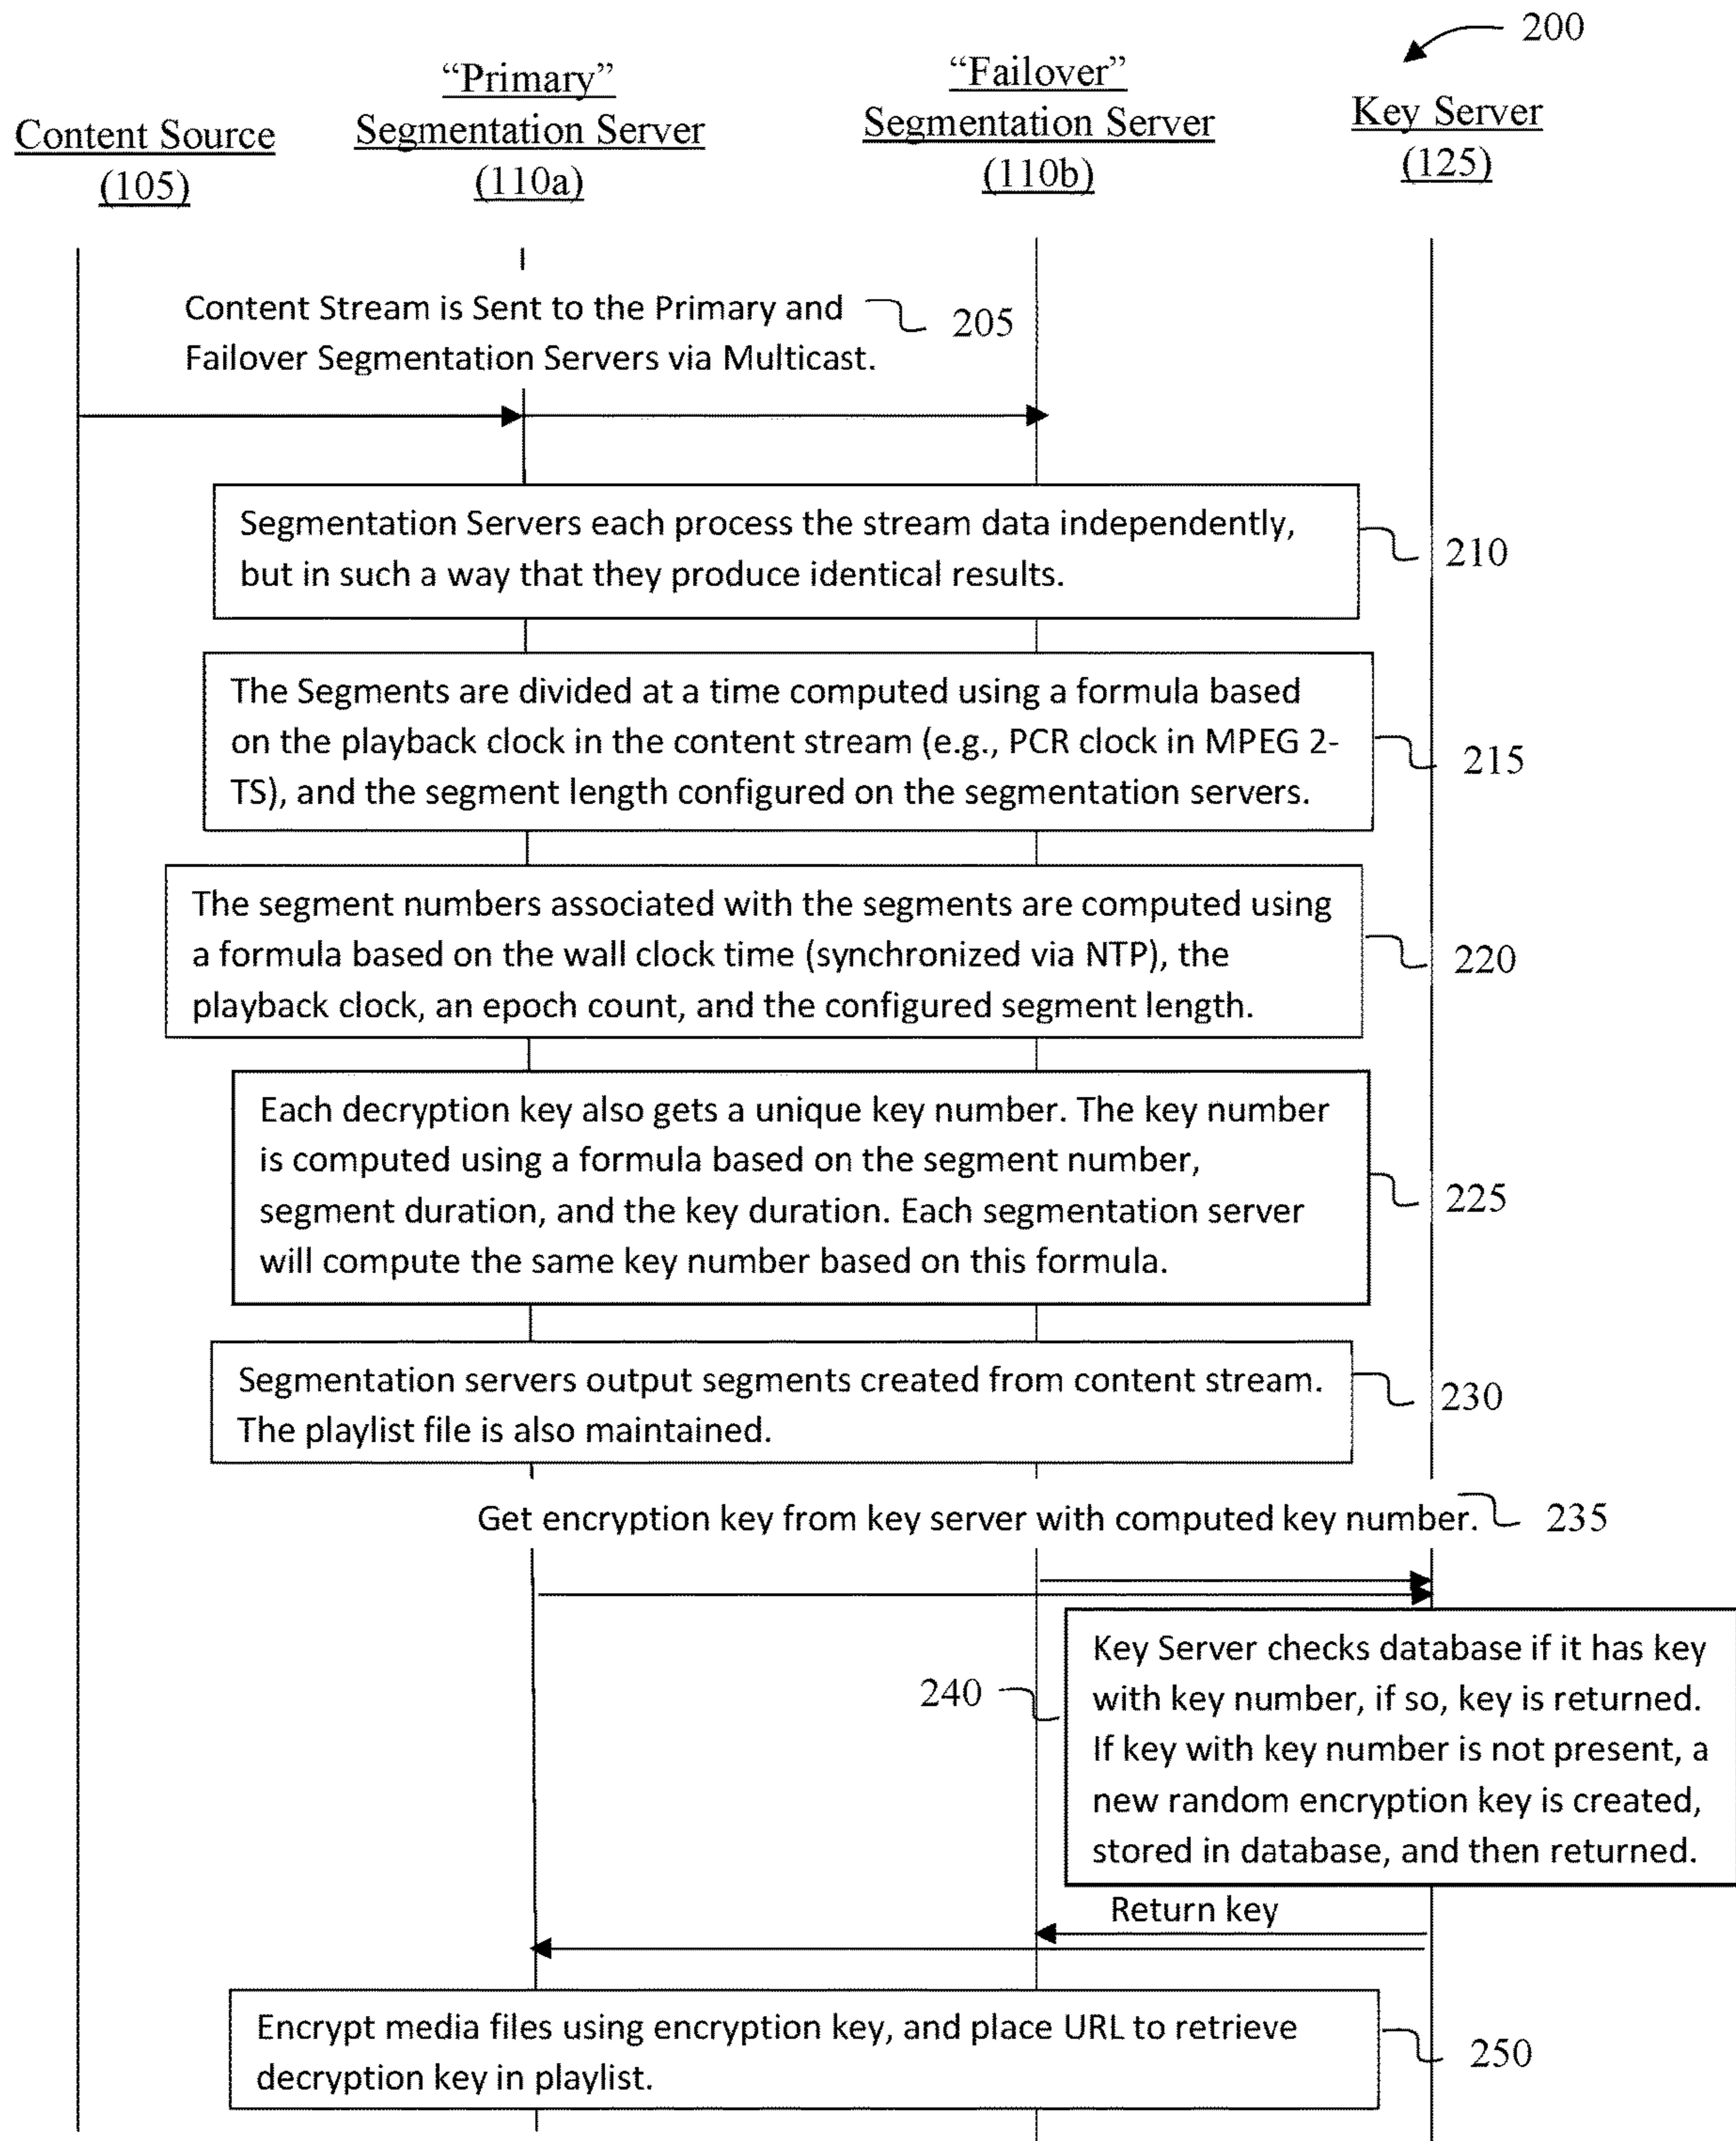 200
Content Source
(105)
“Primary”
Segmentation Server
(110a)
“Failover”
Segmentation Server
(110b)
Key Server
(125)
Content Stream is Sent to the Primary and
Failover Segmentation Servers via Multicast.
205
Segmentation Servers each process the stream data independently,
but in such a way that they produce identical results.
210
The Segments are divided at a time computed using a formula based
on the playback clock in the content stream (e.g., PCR clock in MPEG 2-
TS), and the segment length configured on the segmentation servers.
215
The segment numbers associated with the segments are computed using
a formula based on the wall clock time (synchronized via NTP), the
playback clock, an epoch count, and the configured segment length.
220
Each decryption key also gets a unique key number. The key number
is computed using a formula based on the segment number,
segment duration, and the key duration. Each segmentation server
will compute the same key number based on this formula.
225
Segmentation servers output segments created from content stream.
The playlist file is also maintained.
230
Get encryption key from key server with computed key number.
235
240
Key Server checks database if it has key
with key number, if so, key is returned.
If key with key number is not present, a
new random encryption key is created,
stored in database, and then returned.
Return key
Encrypt media files using encryption key, and place URL to retrieve
decryption key in playlist.
250